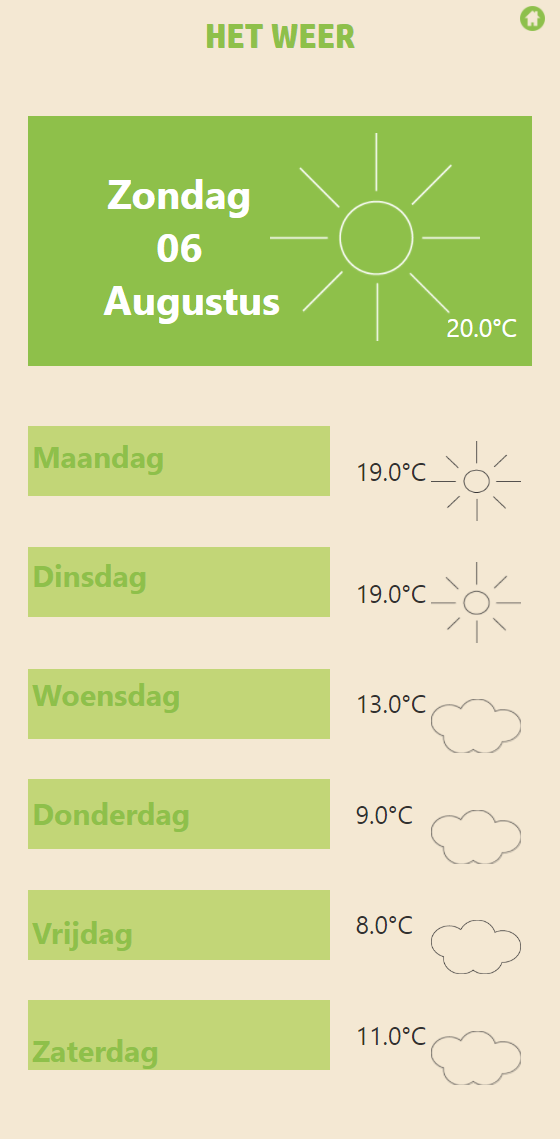 HET WEER
Zondag
06
Augustus
20.0°C
Maandag
19.0°C
Dinsdag
19.0°C
Woensdag
13.0°C
Donderdag
9.0°C
Vrijdag
8.0°C
Zaterdag
11.0°C